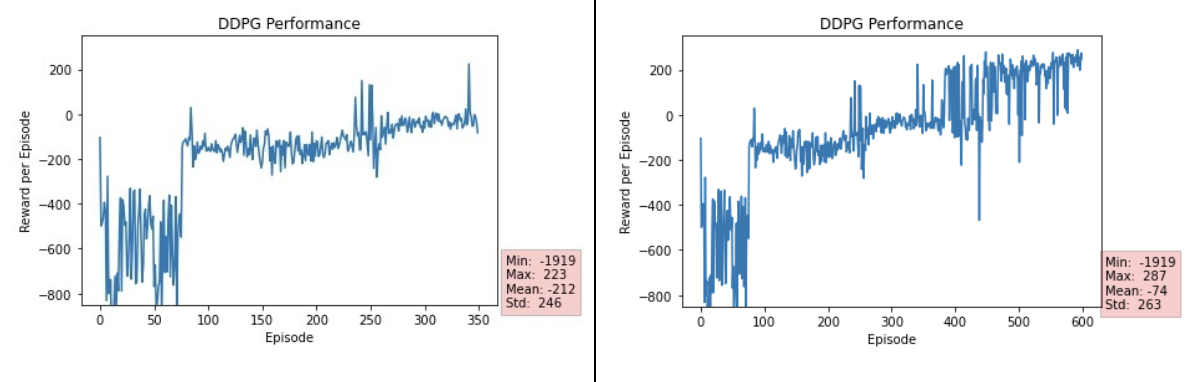 DDPG Performance
200
0
−200
−400
−600
−800
Reward per Episode
0 50 100 150 200 250 300 350
Episode
Min: -1919
Max: 223
Mean: -212
Std: 246
DDPG Performance
200
0
−200
−400
−600
−800
Reward per Episode
0 100 200 300 400 500 600
Episode
Min: -1919
Max: 287
Mean: -74
Std: 263